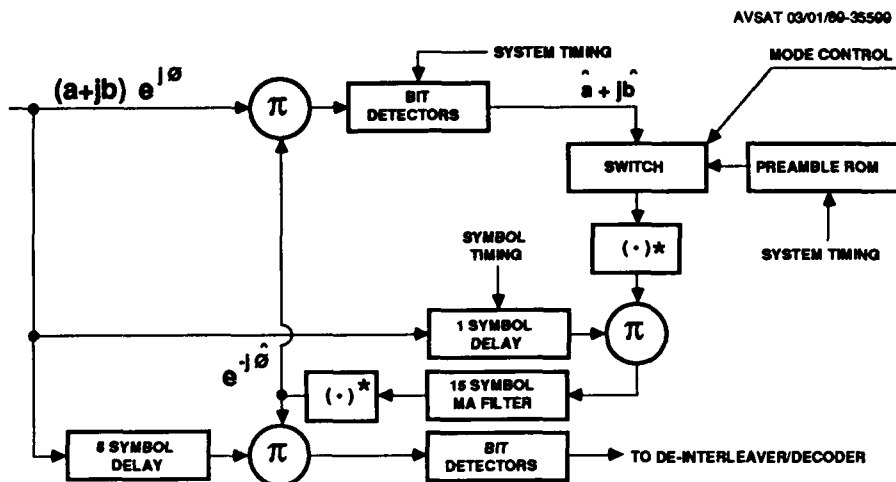 AVSAT 03/01/89-35599
SYSTEM TIMING
MODE CONTROL
(a+jb) e^{jø}
π
BIT
DETECTORS
â + jb̂
SWITCH
PREAMBLE ROM
SYMBOL
TIMING
(·)*
SYSTEM TIMING
1 SYMBOL
DELAY
π
e^{-jø̂}
(·)*
15 SYMBOL
MA FILTER
8 SYMBOL
DELAY
π
BIT
DETECTORS
TO DE-INTERLEAVER/DECODER